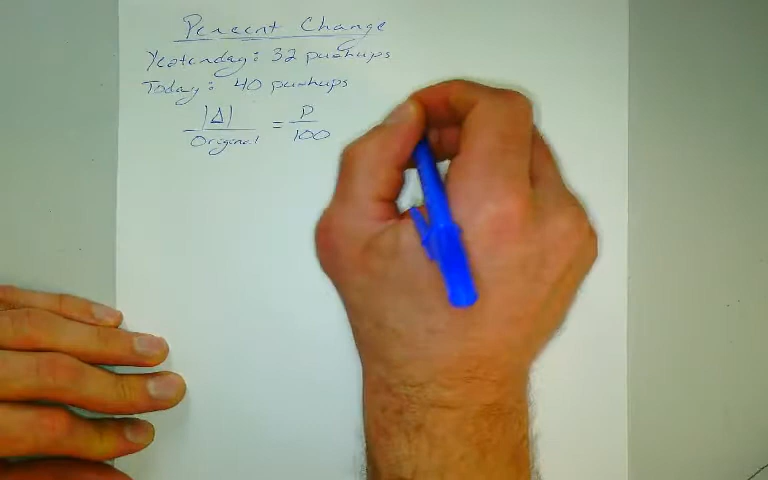 Percent Change
Yesterday: 32 pushups
Today: 40 pushups
|Δ| / Original = P / 100